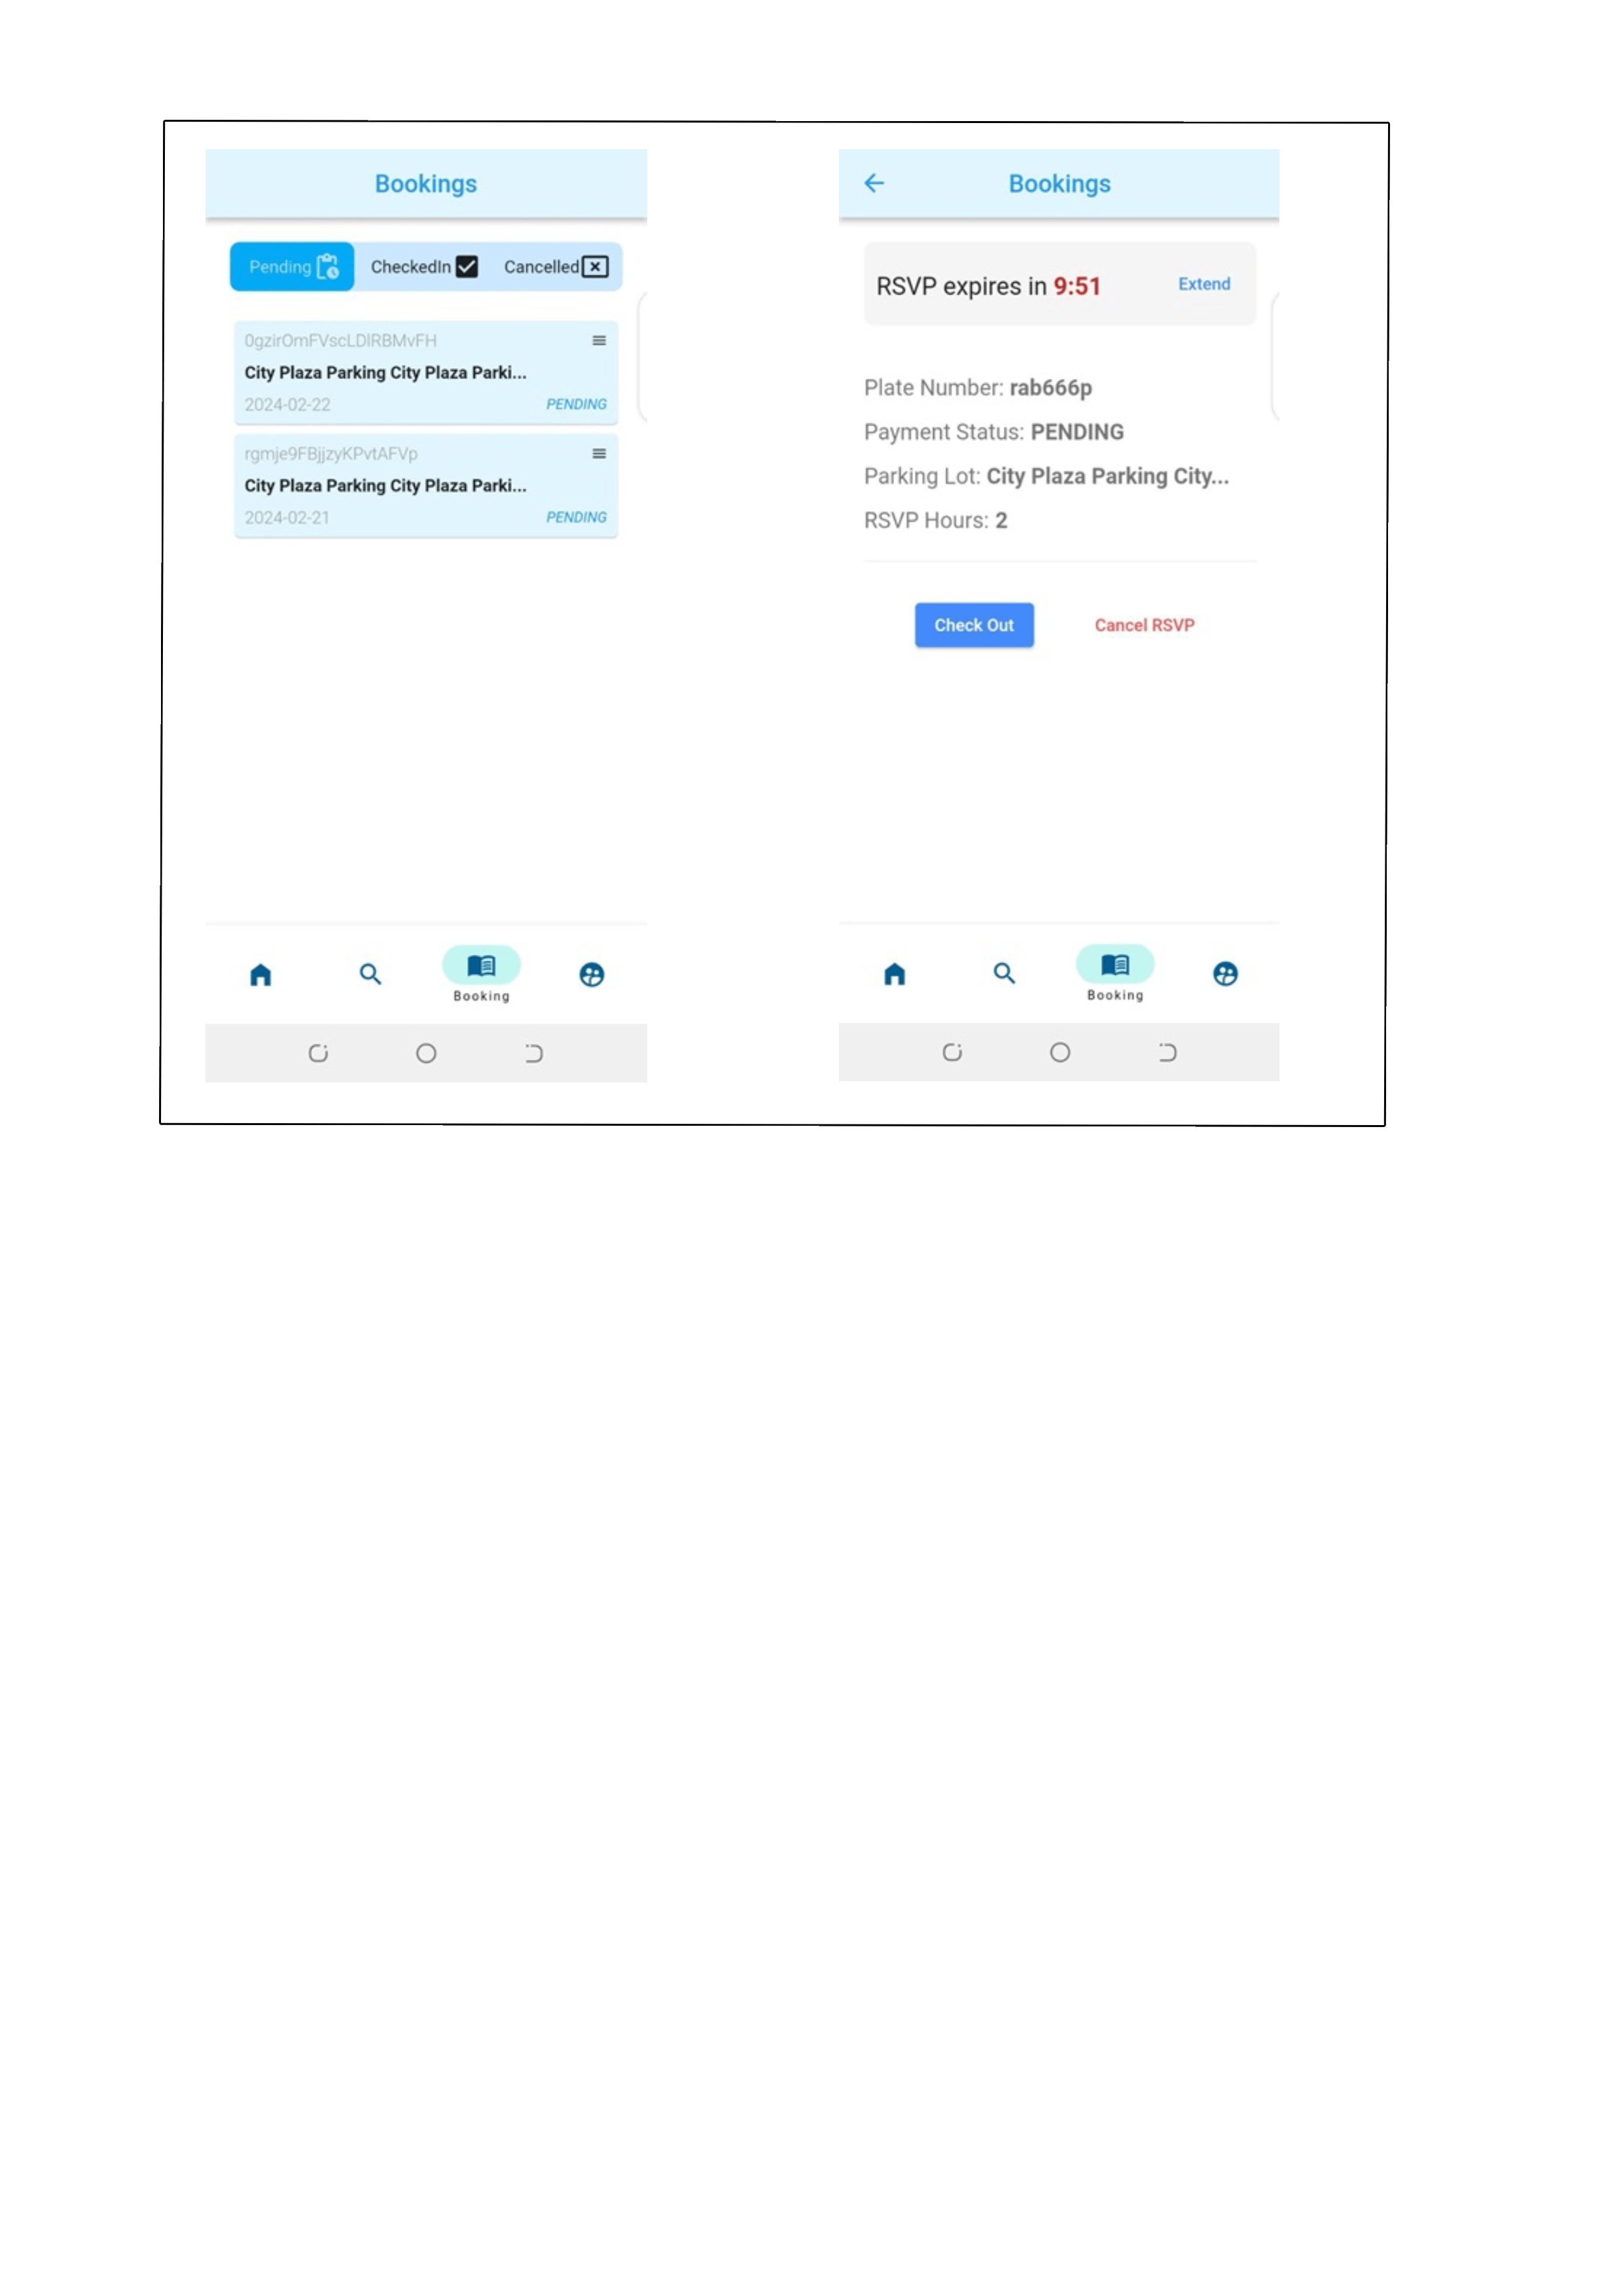 Bookings
Pending CheckedIn Cancelled
0gzirOmFVscLDlRBMvFH
City Plaza Parking City Plaza Parki...
2024-02-22 PENDING
rgmje9FBjjzyKPvtAFVp
City Plaza Parking City Plaza Parki...
2024-02-21 PENDING
Booking
Bookings
RSVP expires in 9:51 Extend
Plate Number: rab666p
Payment Status: PENDING
Parking Lot: City Plaza Parking City...
RSVP Hours: 2
Check Out Cancel RSVP
Booking